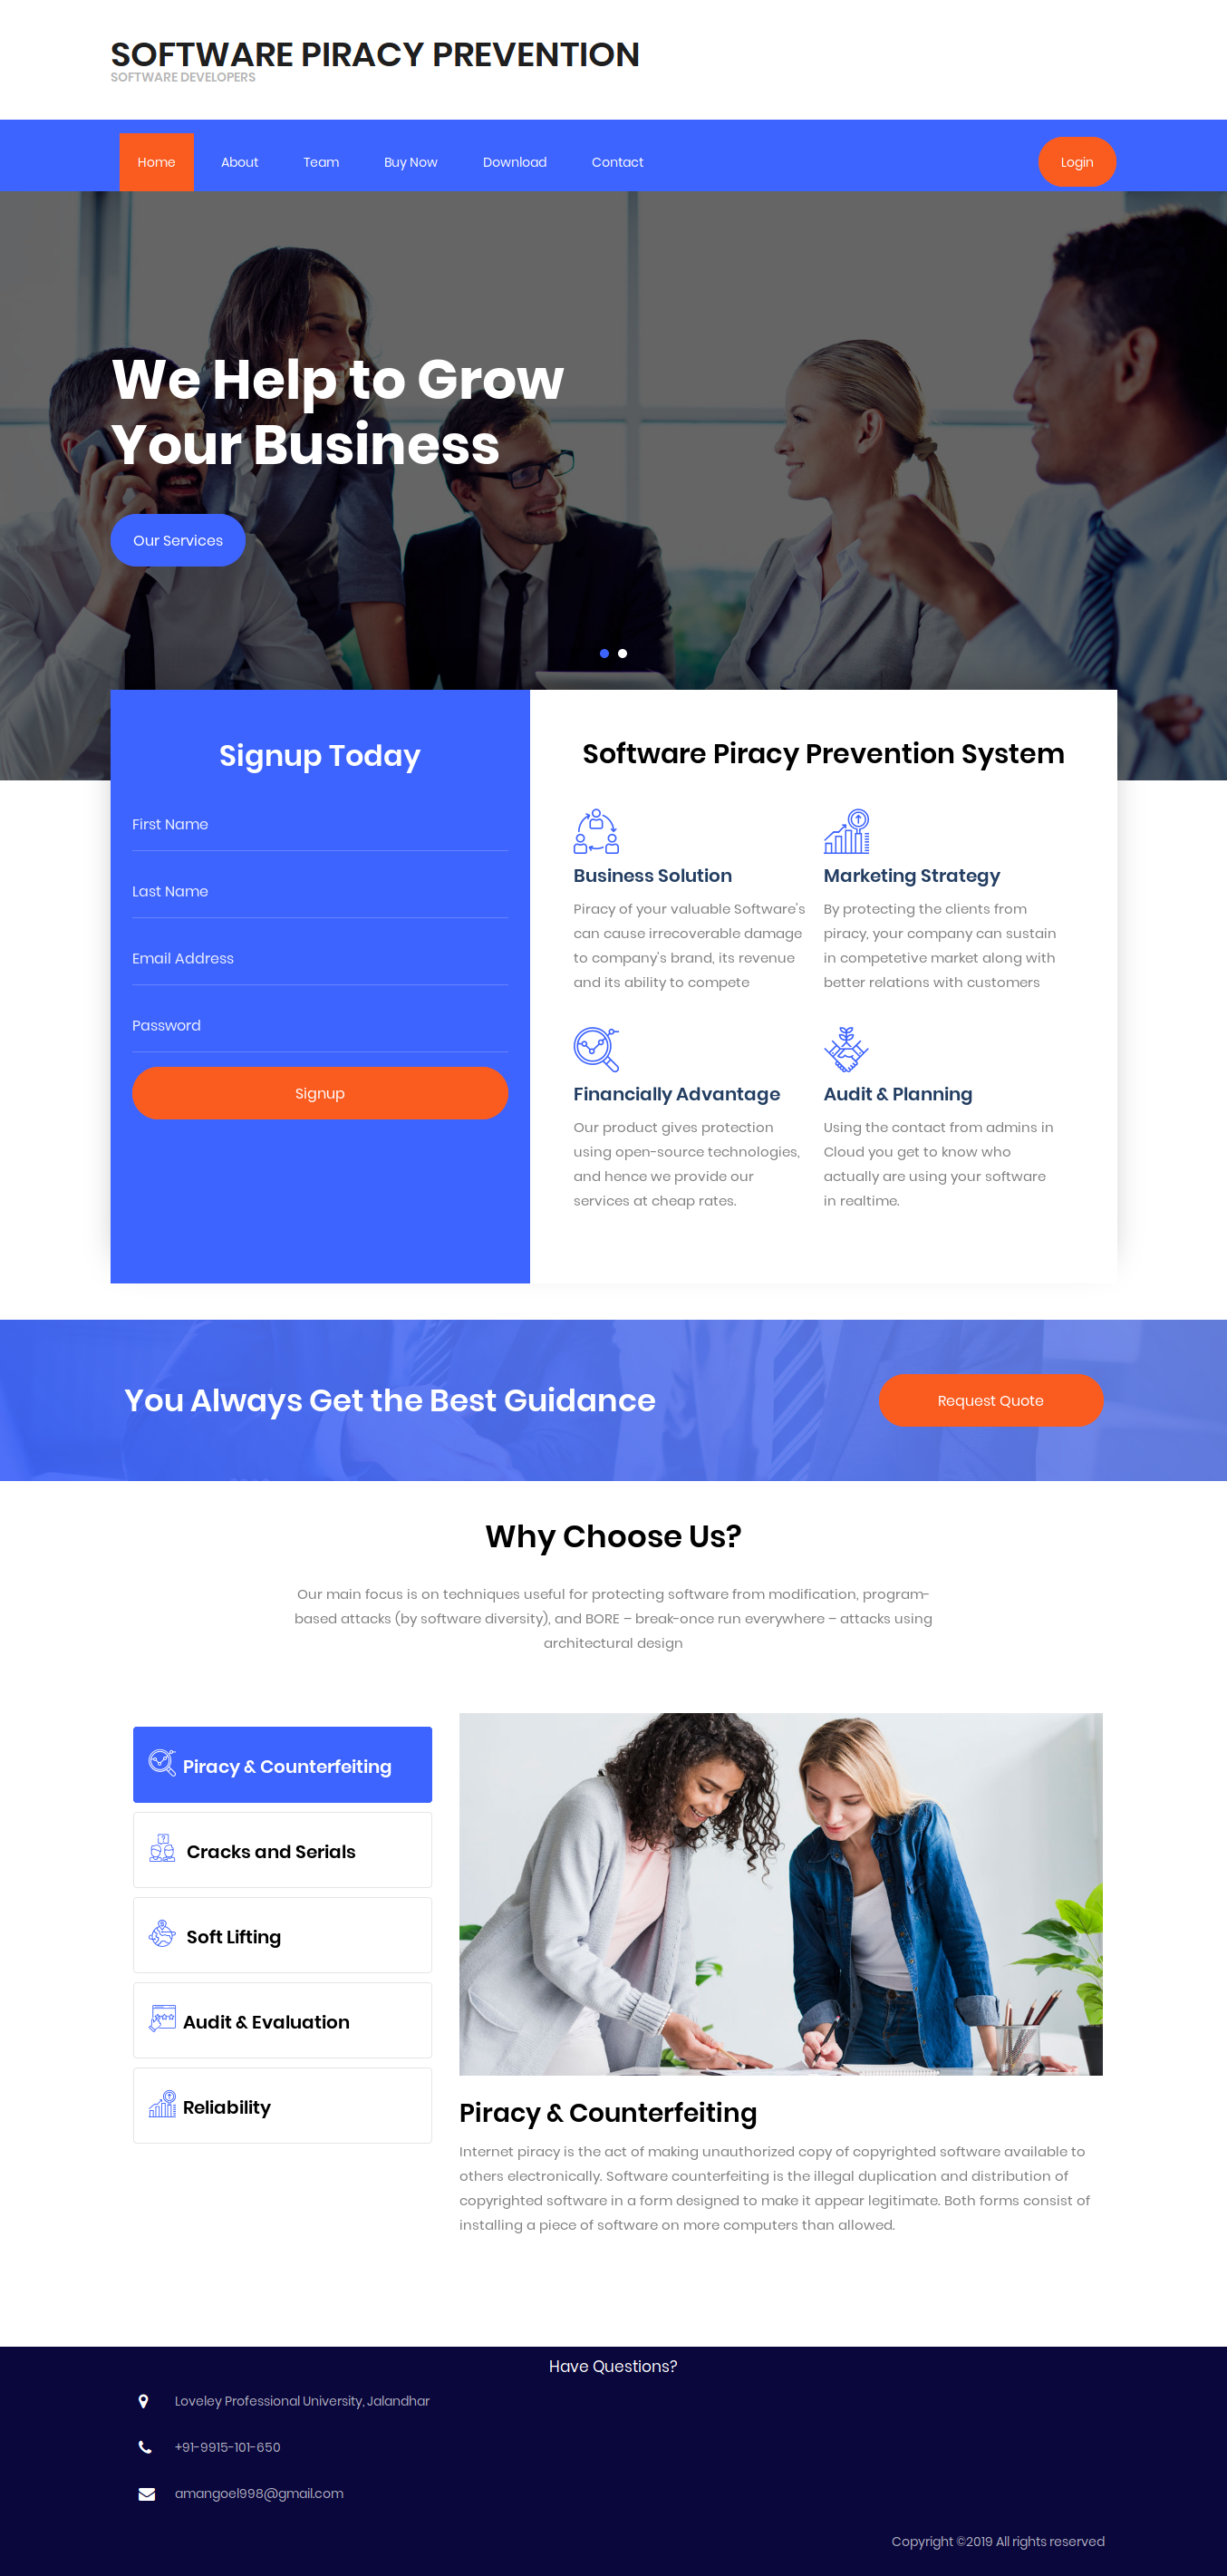 SOFTWARE PIRACY PREVENTION
SOFTWARE DEVELOPERS
Home
About
Team
Buy Now
Download
Contact
Login
We Help to Grow
Your Business
Our Services
Signup Today
First Name
Last Name
Email Address
Password
Signup
Software Piracy Prevention System
Business Solution
Piracy of your valuable Software's
can cause irrecoverable damage
to company's brand, its revenue
and its ability to compete
Marketing Strategy
By protecting the clients from
piracy, your company can sustain
in competetive market along with
better relations with customers
Financially Advantage
Our product gives protection
using open-source technologies,
and hence we provide our
services at cheap rates.
Audit & Planning
Using the contact from admins in
Cloud you get to know who
actually are using your software
in realtime.
You Always Get the Best Guidance
Request Quote
Why Choose Us?
Our main focus is on techniques useful for protecting software from modification, program-
based attacks (by software diversity), and BORE – break-once run everywhere – attacks using
architectural design
Piracy & Counterfeiting
Cracks and Serials
Soft Lifting
Audit & Evaluation
Reliability
Piracy & Counterfeiting
Internet piracy is the act of making unauthorized copy of copyrighted software available to
others electronically. Software counterfeiting is the illegal duplication and distribution of
copyrighted software in a form designed to make it appear legitimate. Both forms consist of
installing a piece of software on more computers than allowed.
Have Questions?
Loveley Professional University, Jalandhar
+91-9915-101-650
amangoel998@gmail.com
Copyright ©2019 All rights reserved